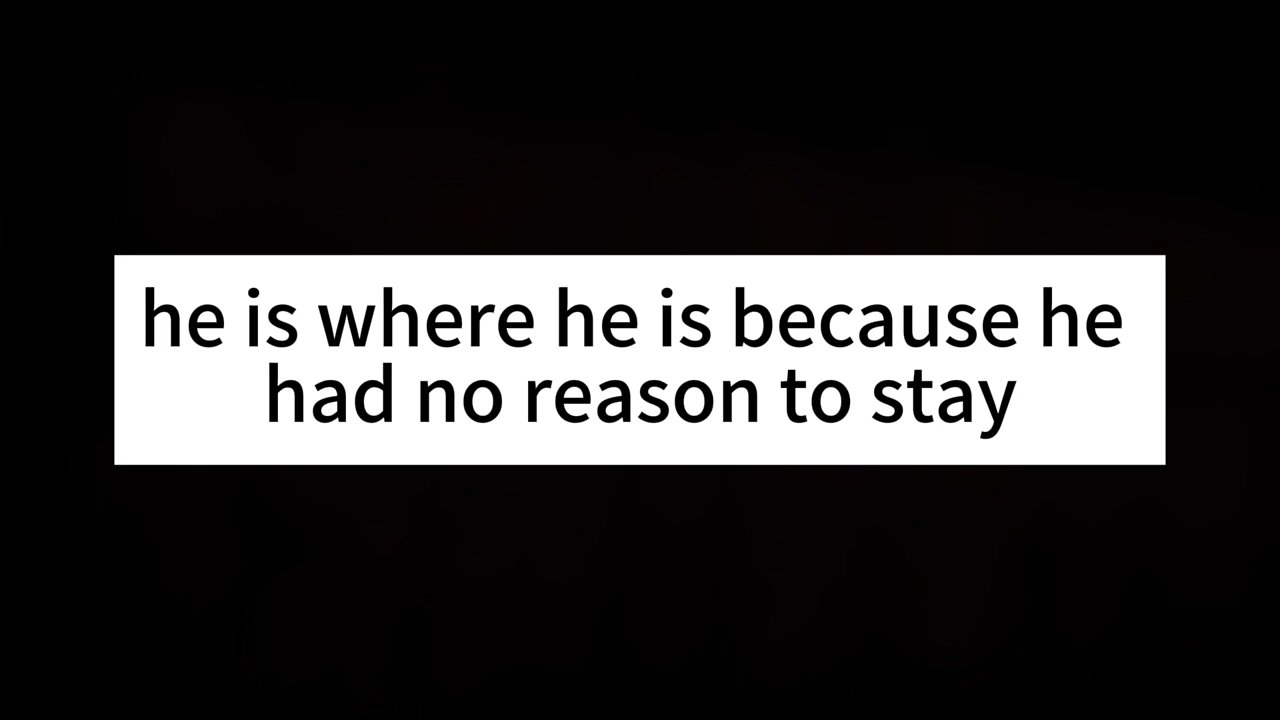 he is where he is because he
had no reason to stay